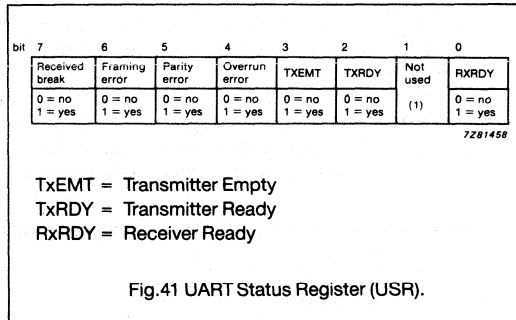 bit 7 6 5 4 3 2 1 0
Received break Framing error Parity error Overrun error TXEMT TXRDY Not used RXRDY
0 = no 0 = no 0 = no 0 = no 0 = no 0 = no (1) 0 = no
1 = yes 1 = yes 1 = yes 1 = yes 1 = yes 1 = yes 1 = yes
7Z81458
TxEMT = Transmitter Empty
TxRDY = Transmitter Ready
RxRDY = Receiver Ready
Fig.41 UART Status Register (USR).